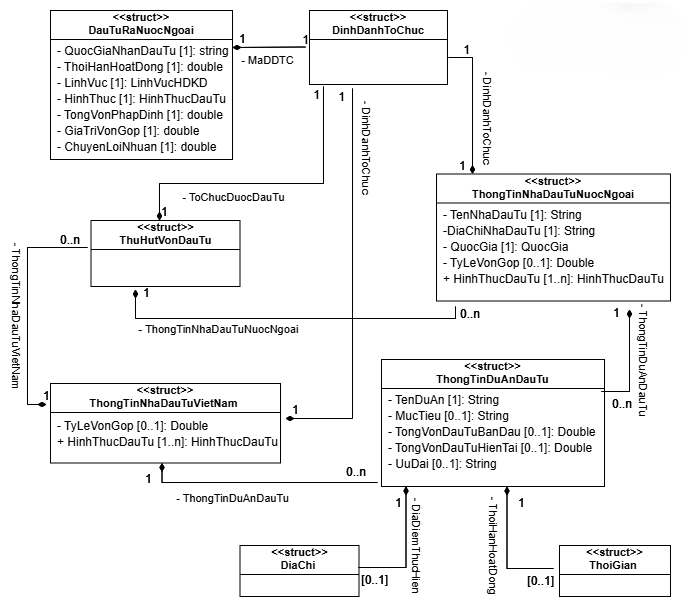 <<struct>>
DauTuRaNuocNgoai
- QuocGiaNhanDauTu [1]: string
- ThoiHanHoatDong [1]: double
- LinhVuc [1]: LinhVucHDKD
- HinhThuc [1]: HinhThucDauTu
- TongVonPhapDinh [1]: double
- GiaTriVonGop [1]: double
- ChuyenLoiNhuan [1]: double
1
1
- MaDDTC
<<struct>>
DinhDanhToChuc
1
1
1
- DinhDanhToChuc
1
- DinhDanhToChuc
1
- ToChucDuocDauTu
1
<<struct>>
ThuHutVonDauTu
0..n
1
- ThongTinNhaDauTuVietNam
1
- ThongTinNhaDauTuNuocNgoai
0..n
<<struct>>
ThongTinNhaDauTuNuocNgoai
- TenNhaDauTu [1]: String
-DiaChiNhaDauTu [1]: String
- QuocGia [1]: QuocGia
- TyLeVonGop [0..1]: Double
+ HinhThucDauTu [1..n]: HinhThucDauTu
1
- ThongTinDuAnDauTu
0..n
<<struct>>
ThongTinNhaDauTuVietNam
- TyLeVonGop [0..1]: Double
+ HinhThucDauTu [1..n]: HinhThucDauTu
1
1
0..n
- ThongTinDuAnDauTu
<<struct>>
ThongTinDuAnDauTu
- TenDuAn [1]: String
- MucTieu [0..1]: String
- TongVonDauTuBanDau [0..1]: Double
- TongVonDauTuHienTai [0..1]: Double
- UuDai [0..1]: String
1
- DiaDiemThucHien
[0..1]
1
- ThoiHanHoatDong
[0..1]
<<struct>>
DiaChi
<<struct>>
ThoiGian